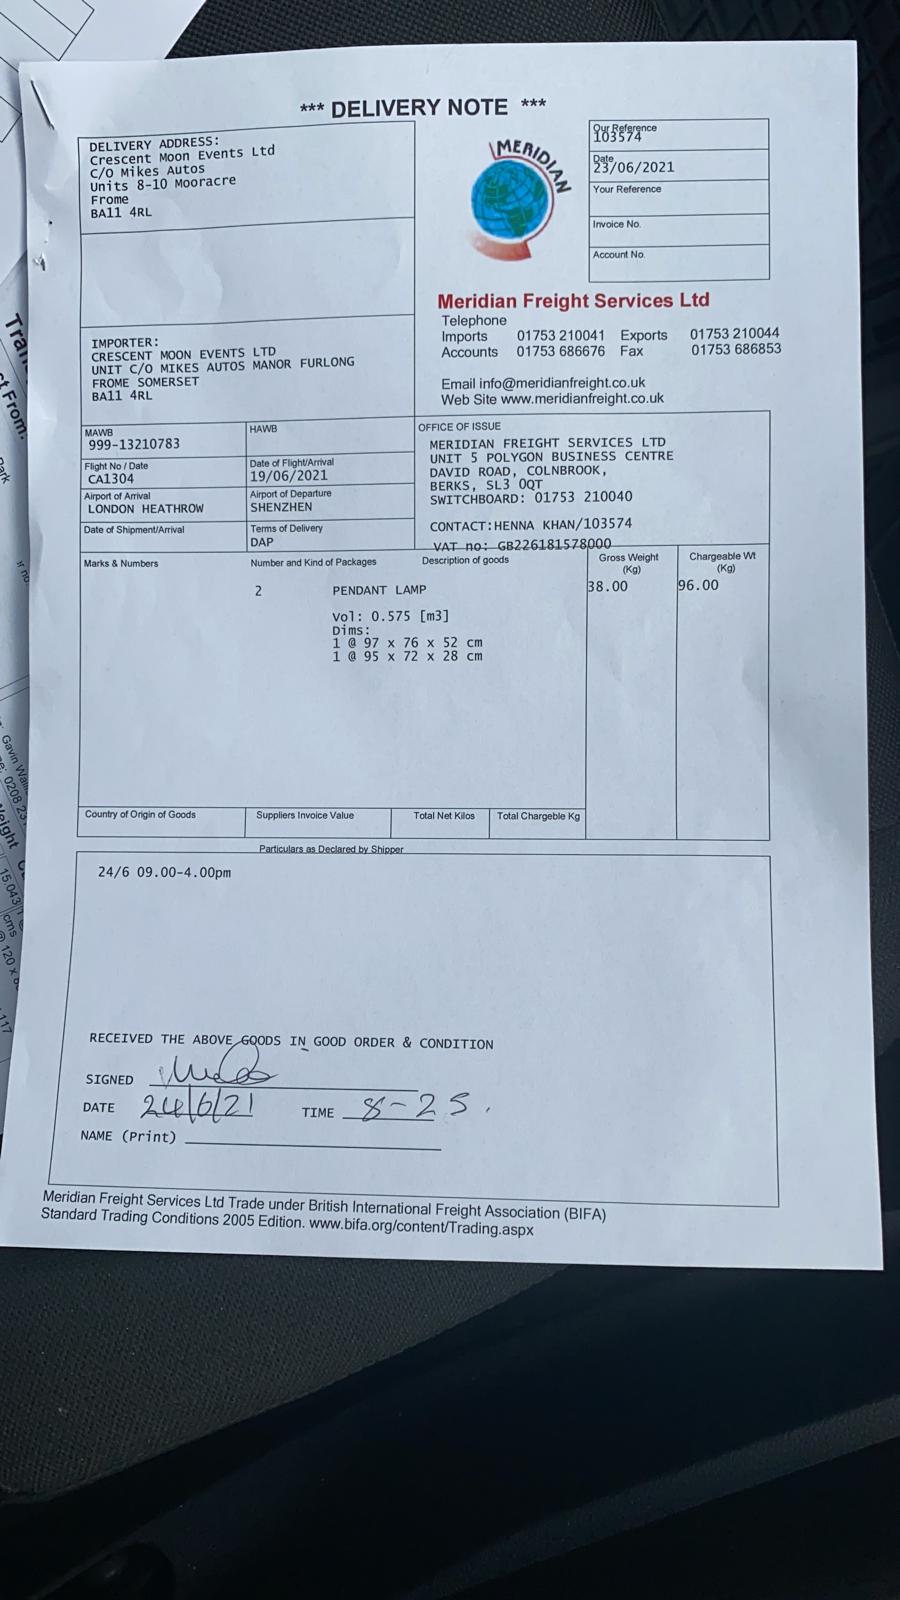 *** DELIVERY NOTE ***
DELIVERY ADDRESS:
Crescent Moon Events Ltd
C/O Mikes Autos
Units 8-10 Mooracre
Frome
BA11 4RL
MERIDIAN
Our Reference
103574
Date
23/06/2021
Your Reference
Invoice No.
Account No.
Meridian Freight Services Ltd
Telephone
Imports 01753 210041 Exports 01753 210044
Accounts 01753 686676 Fax 01753 686853
Email info@meridianfreight.co.uk
Web Site www.meridianfreight.co.uk
IMPORTER:
CRESCENT MOON EVENTS LTD
UNIT C/O MIKES AUTOS MANOR FURLONG
FROME SOMERSET
BA11 4RL
MAWB
999-13210783
HAWB
Flight No / Date
CA1304
Date of Flight/Arrival
19/06/2021
Airport of Arrival
LONDON HEATHROW
Airport of Departure
SHENZHEN
Date of Shipment/Arrival
Terms of Delivery
DAP
OFFICE OF ISSUE
MERIDIAN FREIGHT SERVICES LTD
UNIT 5 POLYGON BUSINESS CENTRE
DAVID ROAD, COLNBROOK,
BERKS, SL3 0QT
SWITCHBOARD: 01753 210040
CONTACT:HENNA KHAN/103574
VAT no: GB226181578000
Marks & Numbers
Number and Kind of Packages
Description of goods
Gross Weight
(Kg)
Chargeable Wt
(Kg)
2 PENDANT LAMP
38.00
96.00
Vol: 0.575 [m3]
Dims:
1 @ 97 x 76 x 52 cm
1 @ 95 x 72 x 28 cm
Country of Origin of Goods
Suppliers Invoice Value
Total Net Kilos
Total Chargeble Kg
Particulars as Declared by Shipper
24/6 09.00-4.00pm
RECEIVED THE ABOVE GOODS IN GOOD ORDER & CONDITION
SIGNED
DATE 24/6/21 TIME 8-25.
NAME (Print)
Meridian Freight Services Ltd Trade under British International Freight Association (BIFA)
Standard Trading Conditions 2005 Edition. www.bifa.org/content/Trading.aspx
From:
Gavin
0208 23
15.043
cms
@ 120 x
117